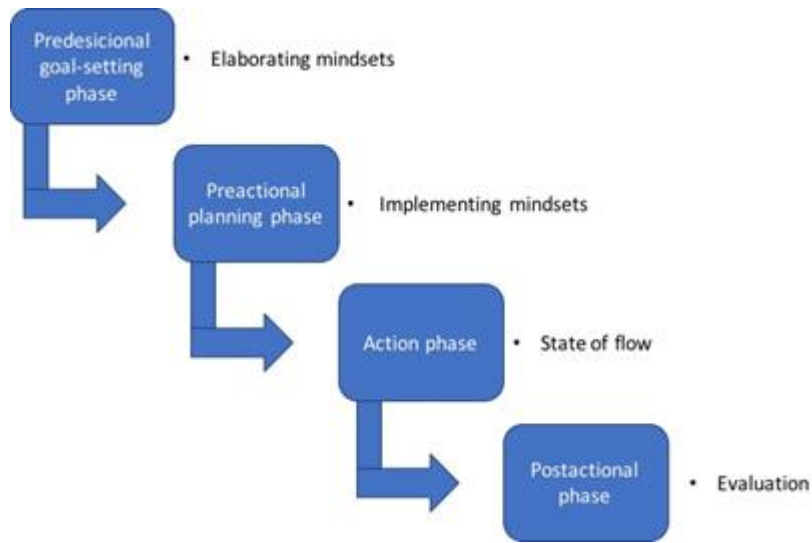 Predesicional
goal-setting
phase
• Elaborating mindsets
Preactional
planning phase
• Implementing mindsets
Action phase
• State of flow
Postactional
phase
• Evaluation